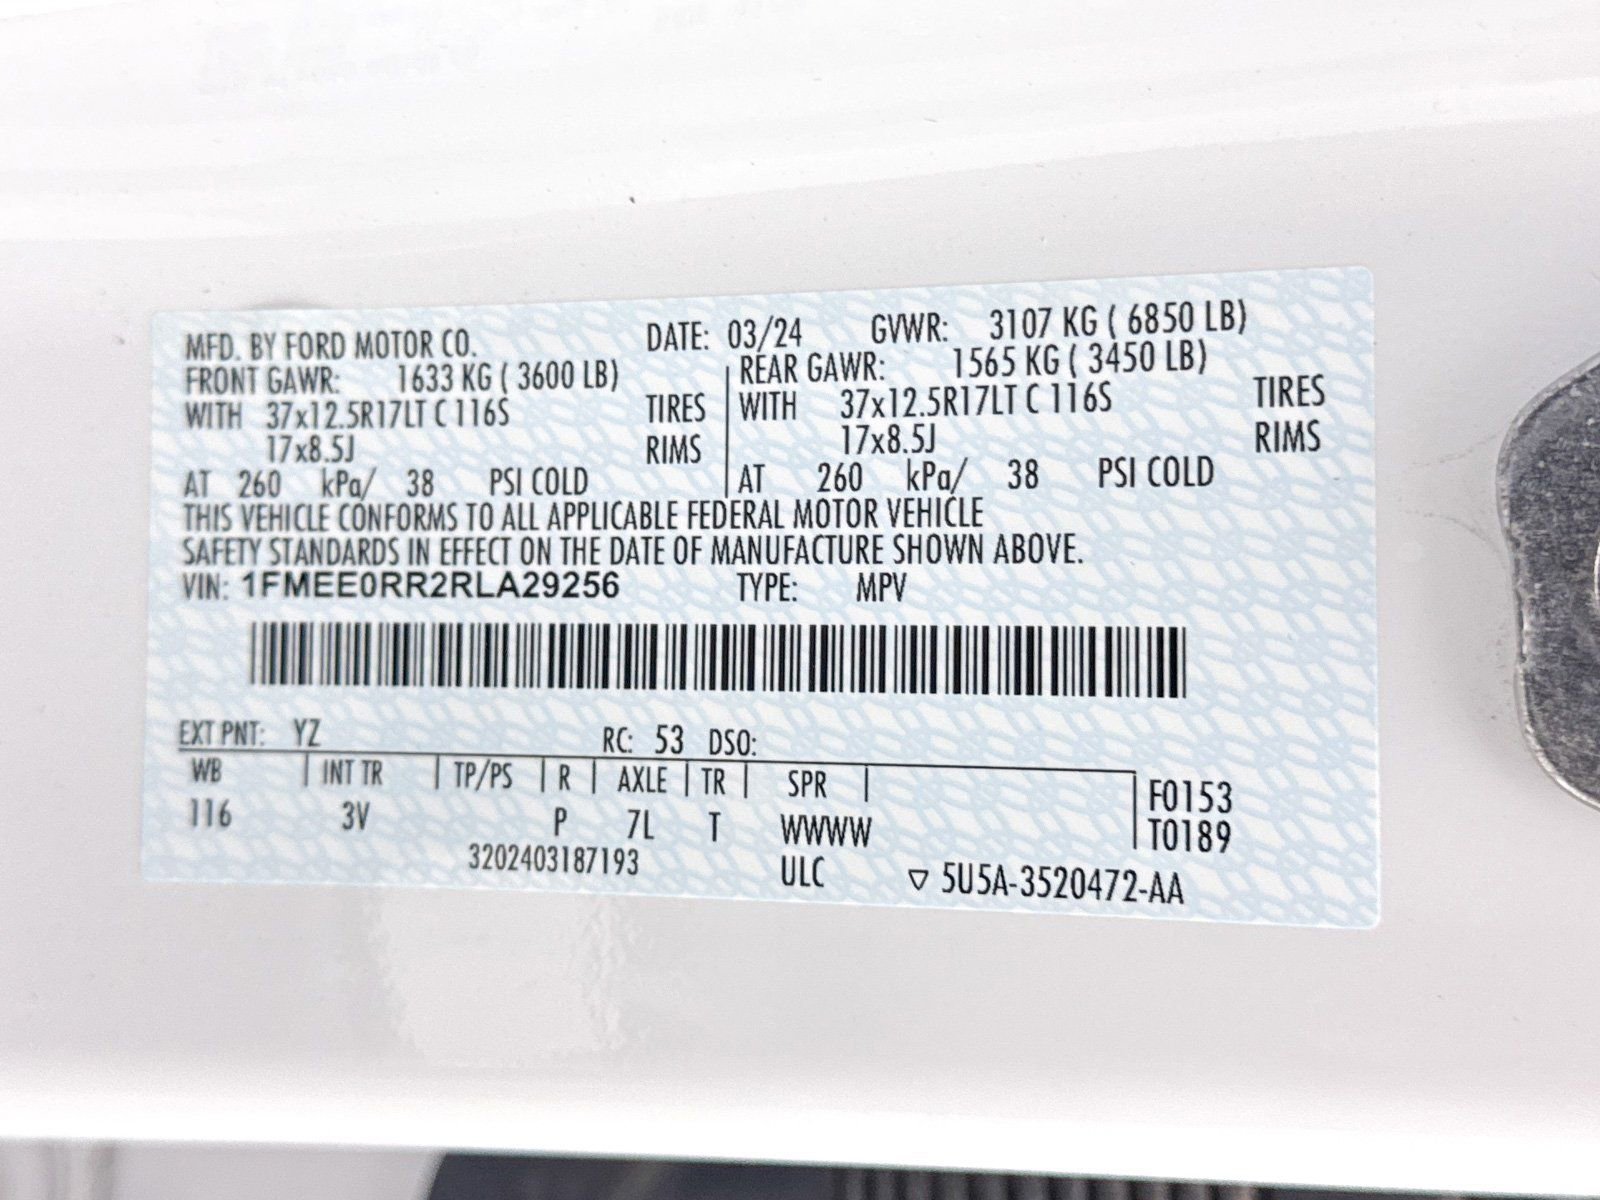 MFD. BY FORD MOTOR CO. DATE: 03/24 GVWR: 3107 KG ( 6850 LB)
FRONT GAWR: 1633 KG ( 3600 LB) REAR GAWR: 1565 KG ( 3450 LB)
WITH 37x12.5R17LT C 116S TIRES WITH 37x12.5R17LT C 116S TIRES
17x8.5J RIMS 17x8.5J RIMS
AT 260 kPa/ 38 PSI COLD AT 260 kPa/ 38 PSI COLD
THIS VEHICLE CONFORMS TO ALL APPLICABLE FEDERAL MOTOR VEHICLE
SAFETY STANDARDS IN EFFECT ON THE DATE OF MANUFACTURE SHOWN ABOVE.
VIN: 1FMEE0RR2RLA29256 TYPE: MPV
EXT PNT: YZ RC: 53 DSO:
WB INT TR TP/PS R AXLE TR SPR F0153
116 3V P 7L T WWWW T0189
3202403187193 ULC ▽ 5U5A-3520472-AA